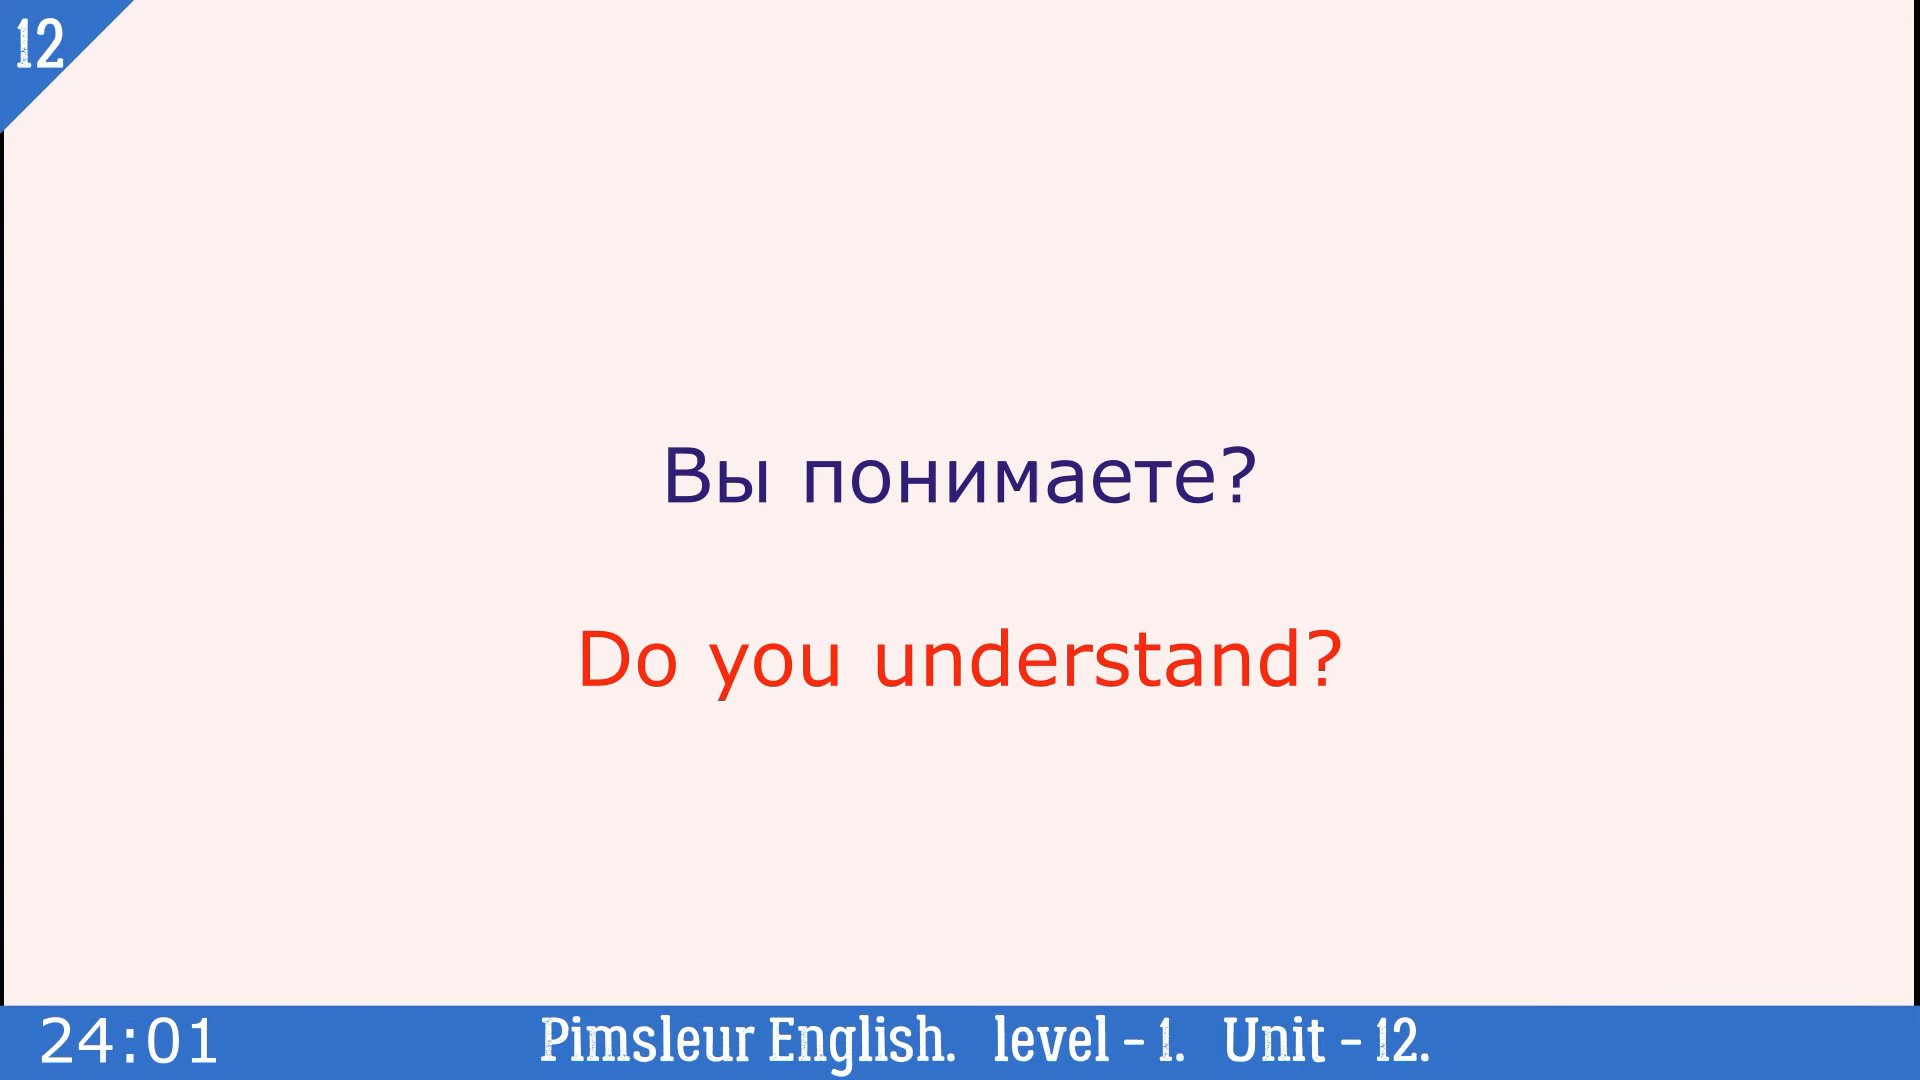 12
Вы понимаете?
Do you understand?
24:01
Pimsleur English. level - 1. Unit - 12.